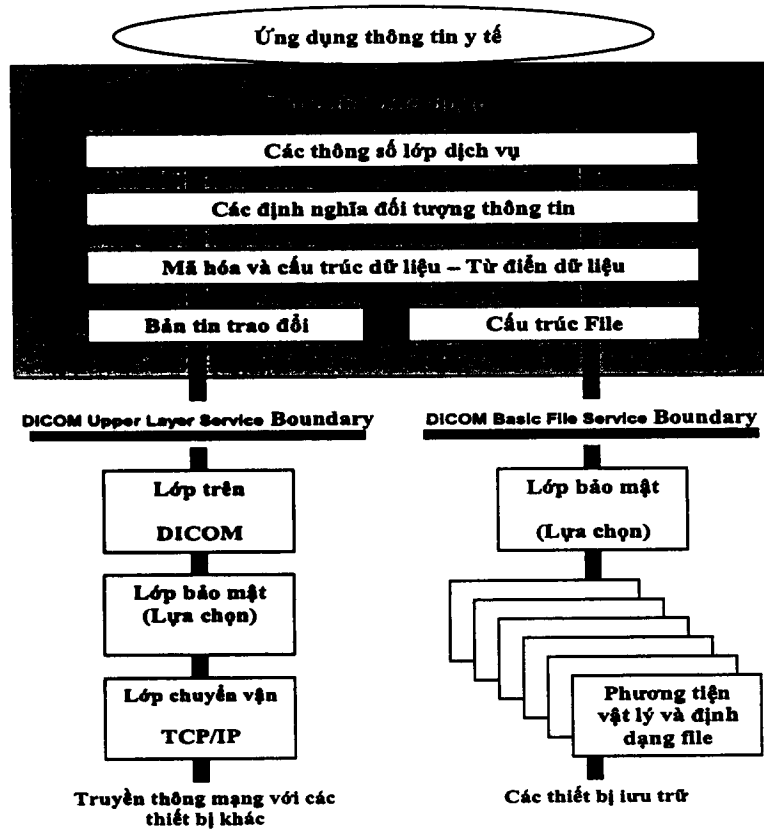 Ứng dụng thông tin y tế
Các thông số lớp dịch vụ
Các định nghĩa đối tượng thông tin
Mã hóa và cấu trúc dữ liệu – Từ điển dữ liệu
Bản tin trao đổi
Cấu trúc File
DICOM Upper Layer Service Boundary
DICOM Basic File Service Boundary
Lớp trên
DICOM
Lớp bảo mật
(Lựa chọn)
Lớp chuyển vận
TCP/IP
Truyền thông mạng với các
thiết bị khác
Lớp bảo mật
(Lựa chọn)
Phương tiện
vật lý và định
dạng file
Các thiết bị lưu trữ